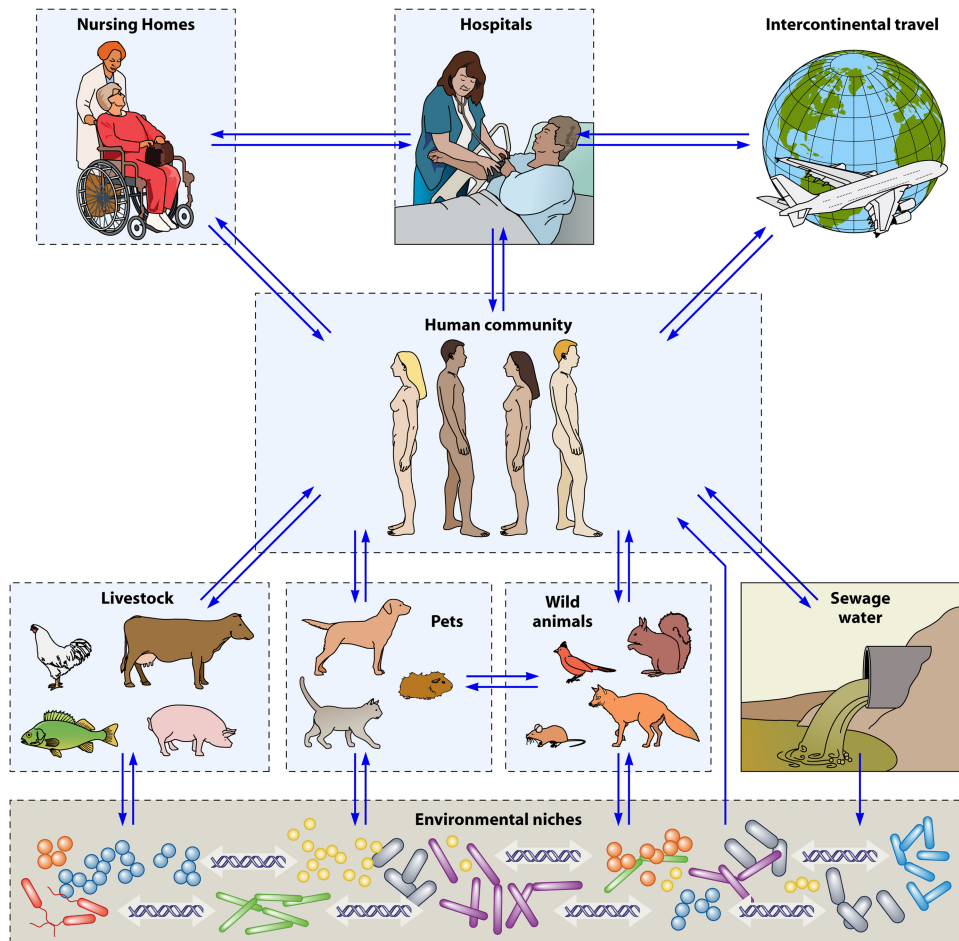 Nursing Homes
Hospitals
Intercontinental travel
Human community
Livestock
Pets
Wild
animals
Sewage
water
Environmental niches